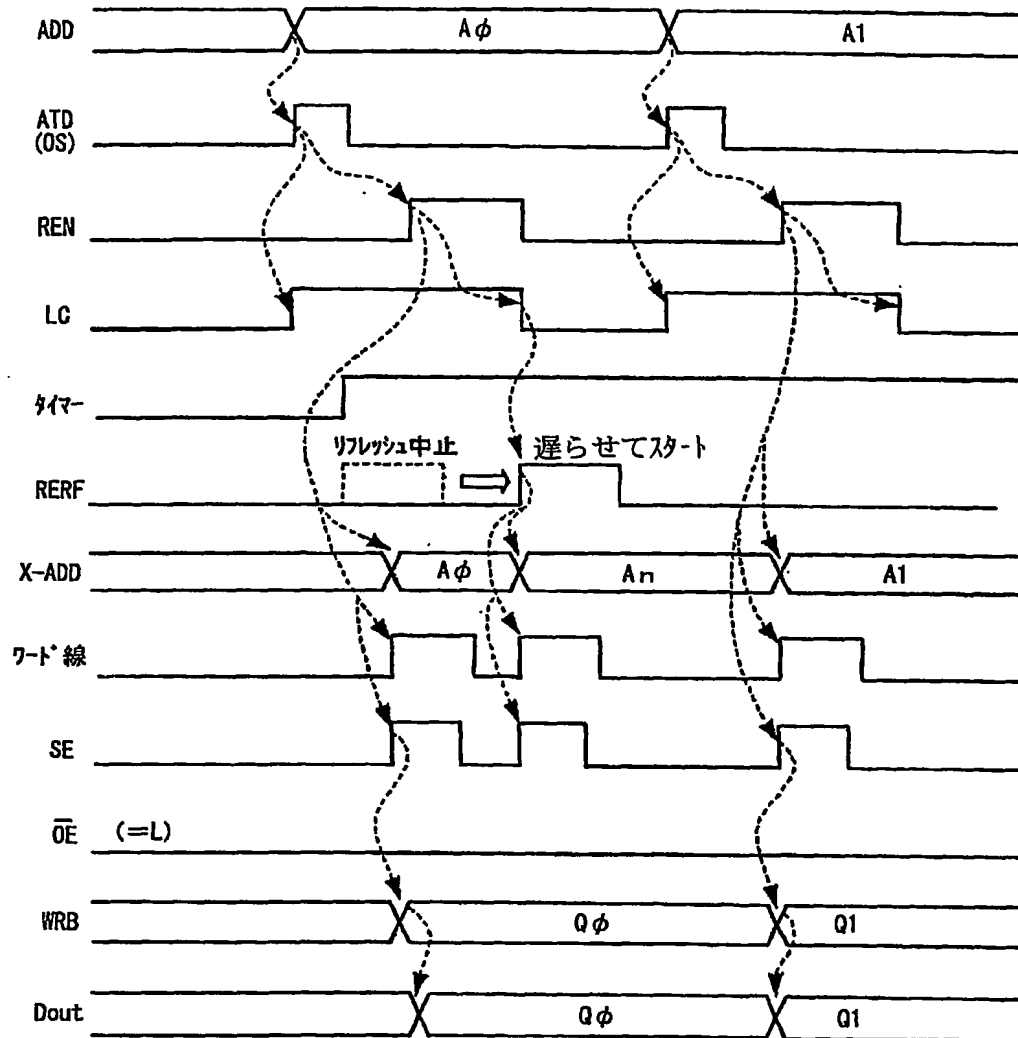 ADD Aφ A1
ATD
(OS)
REN
LC
ﾀｲﾏｰ
ﾘﾌﾚｯｼｭ中止 遅らせてｽﾀｰﾄ
RERF
X-ADD Aφ An A1
ﾜｰﾄﾞ線
SE
O̅E̅ (=L)
WRB Qφ Q1
Dout Qφ Q1